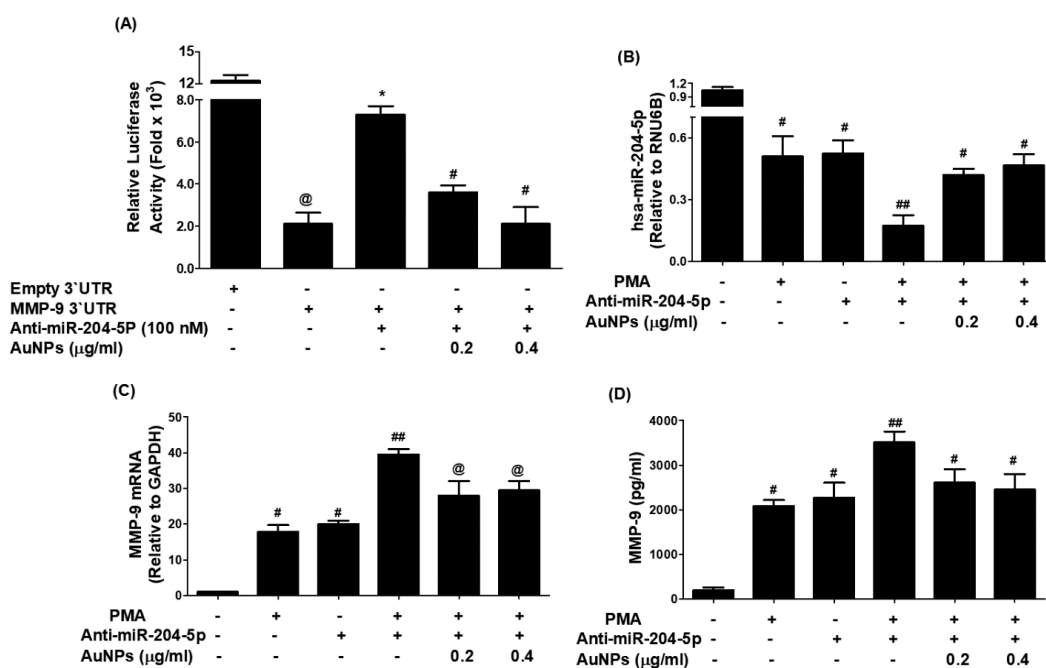 (A)
Relative Luciferase
Activity (Fold x 10³)
15
12
8.0
6.0
4.0
2.0
0.0
@
*
#
#
Empty 3`UTR + - - - -
MMP-9 3`UTR - + + + +
Anti-miR-204-5P (100 nM) - - + + +
AuNPs (μg/ml) - - - 0.2 0.4
(B)
hsa-miR-204-5p
(Relative to RNU6B)
1.2
0.9
0.6
0.3
0.0
#
#
##
#
#
PMA - + - + + +
Anti-miR-204-5p - - + + + +
AuNPs (μg/ml) - - - - 0.2 0.4
(C)
MMP-9 mRNA
(Relative to GAPDH)
50
40
30
20
10
0
#
#
##
@
@
PMA - + - + + +
Anti-miR-204-5p - - + + + +
AuNPs (μg/ml) - - - - 0.2 0.4
(D)
MMP-9 (pg/ml)
4000
3000
2000
1000
0
#
#
##
#
#
PMA - + - + + +
Anti-miR-204-5p - - + + + +
AuNPs (μg/ml) - - - - 0.2 0.4